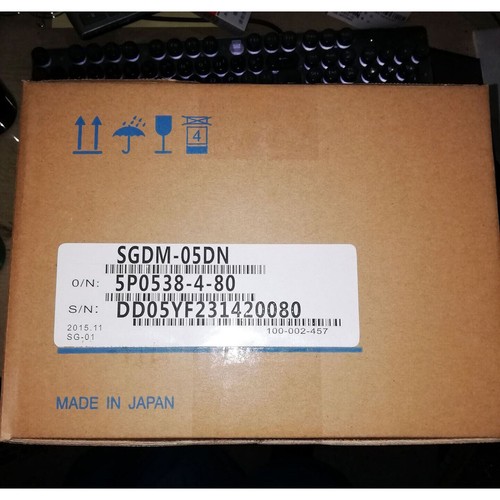 4
SGDM-05DN
O/N: 5P0538-4-80
S/N: DD05YF231420080
2015.11 100-002-457
SG-01
MADE IN JAPAN